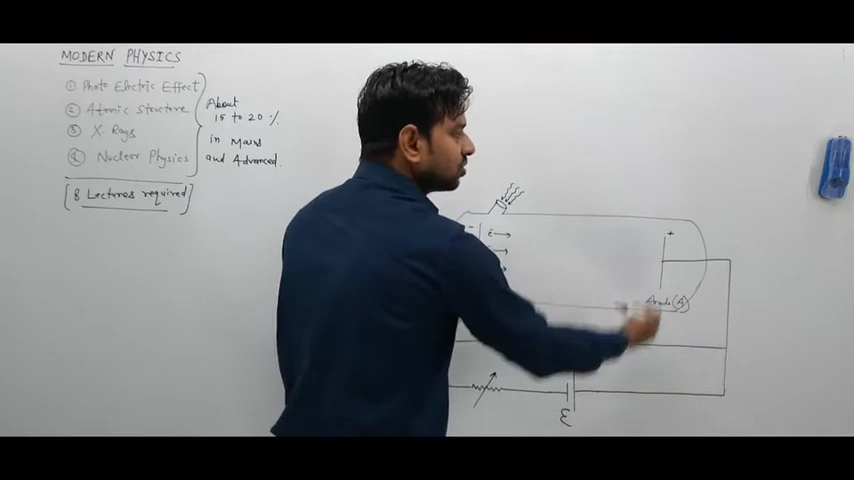 MODERN PHYSICS
① Photo Electric Effect
② Atomic Structure
③ X-Rays
④ Nuclear Physics
[8 Lectures required]
About
15 to 20 %
in Mains
and Advanced.
+
Anode (A)
ε